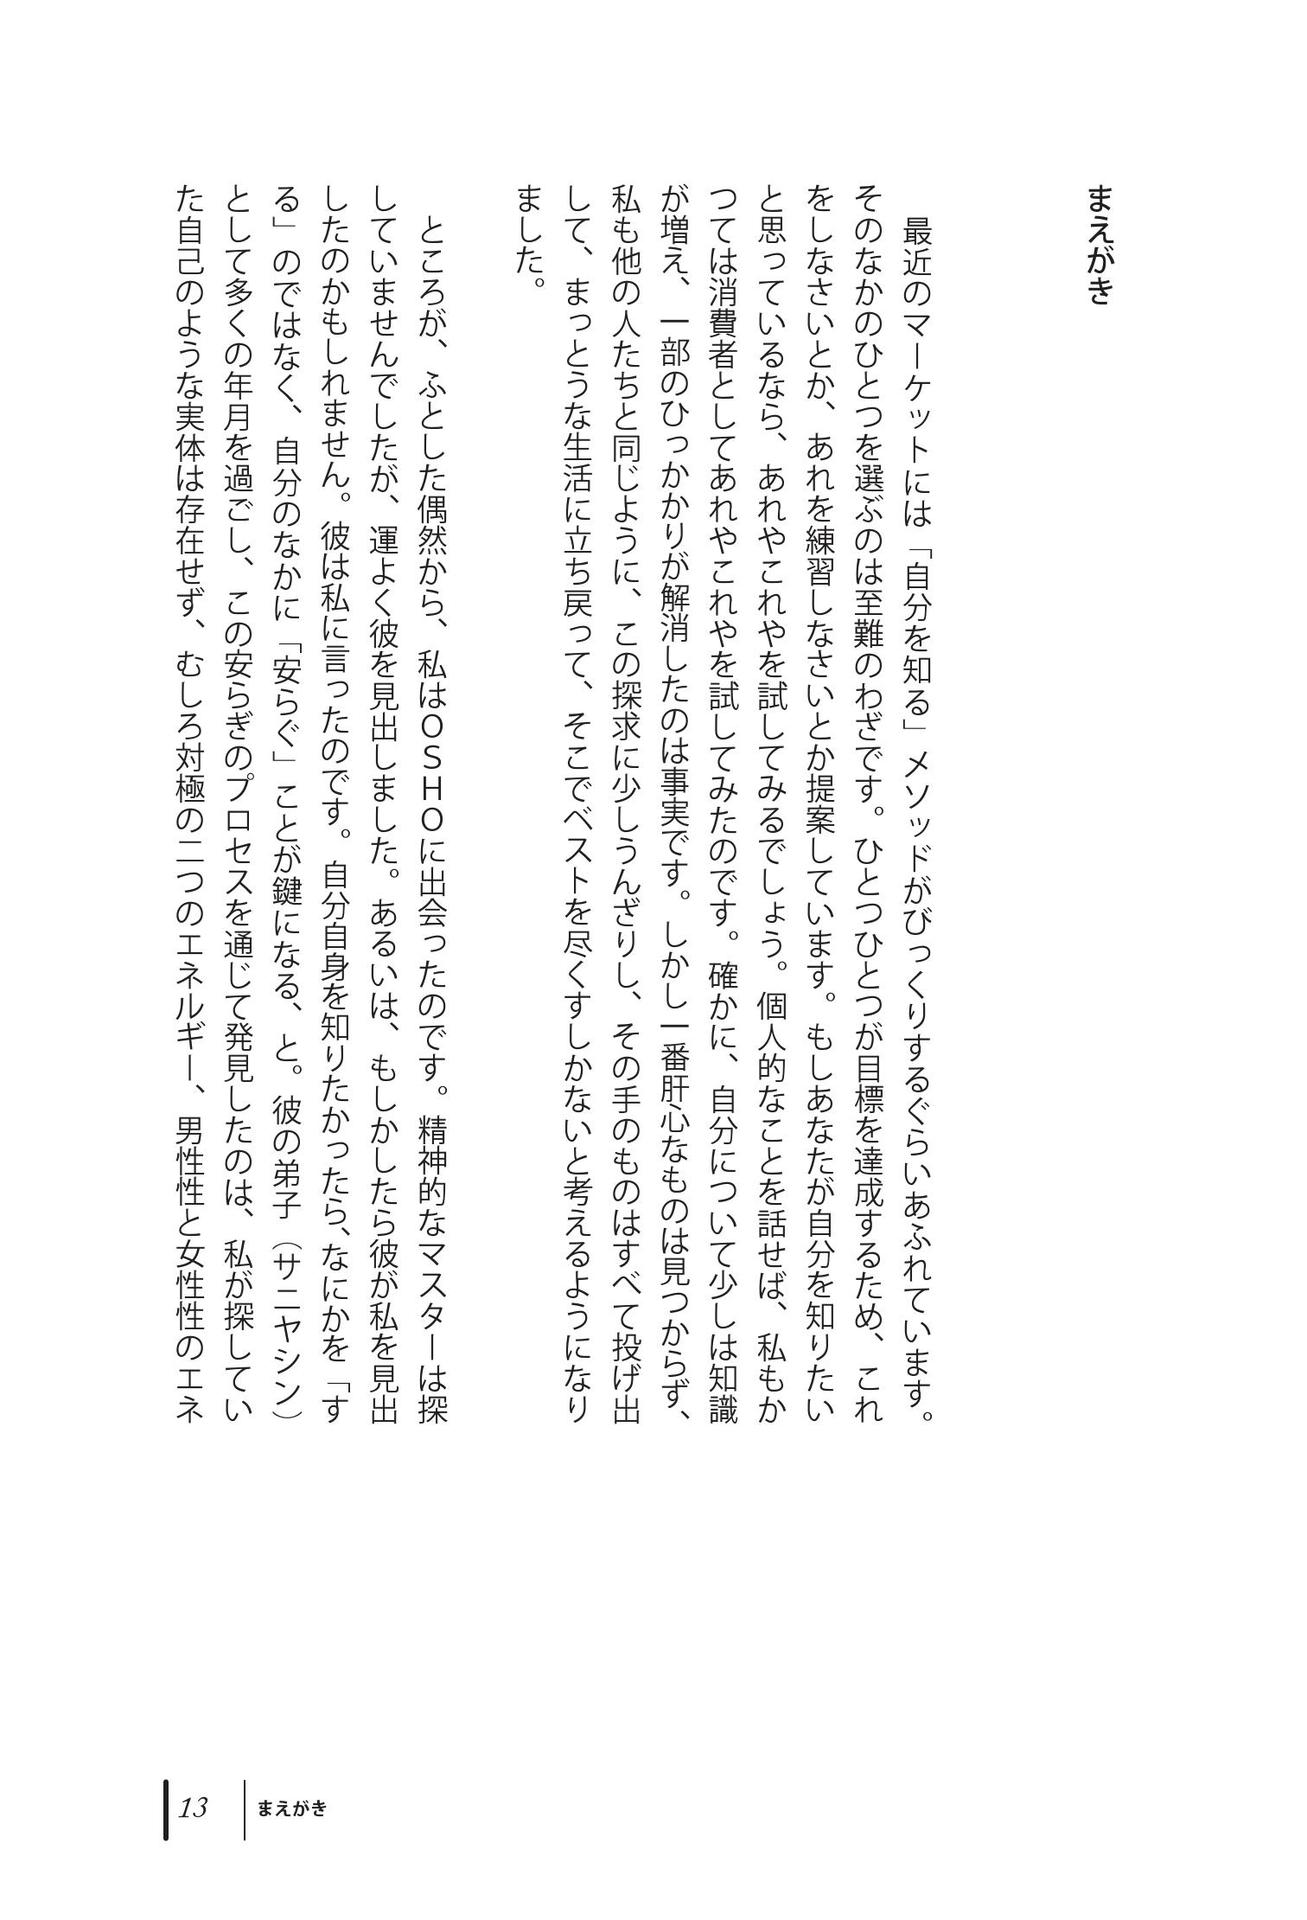 まえがき
　最近のマーケットには「自分を知る」メソッドがびっくりするぐらいあふれています。
そのなかのひとつを選ぶのは至難のわざです。ひとつひとつが目標を達成するため、これ
をしなさいとか、あれを練習しなさいとか提案しています。もしあなたが自分を知りたい
と思っているなら、あれやこれやを試してみるでしょう。個人的なことを話せば、私もか
つては消費者としてあれやこれやを試してみたのです。確かに、自分について少しは知識
が増え、一部のひっかかりが解消したのは事実です。しかし一番肝心なものは見つからず、
私も他の人たちと同じように、この探求に少しうんざりし、その手のものはすべて投げ出
して、まっとうな生活に立ち戻って、そこでベストを尽くすしかないと考えるようになり
ました。
　ところが、ふとした偶然から、私はＯＳＨＯに出会ったのです。精神的なマスターは探
していませんでしたが、運よく彼を見出しました。あるいは、もしかしたら彼が私を見出
したのかもしれません。彼は私に言ったのです。自分自身を知りたかったら、なにかを「す
る」のではなく、自分のなかに「安らぐ」ことが鍵になる、と。彼の弟子（サニヤシン）
として多くの年月を過ごし、この安らぎのプロセスを通じて発見したのは、私が探してい
た自己のような実体は存在せず、むしろ対極の二つのエネルギー、男性性と女性性のエネ
13 まえがき